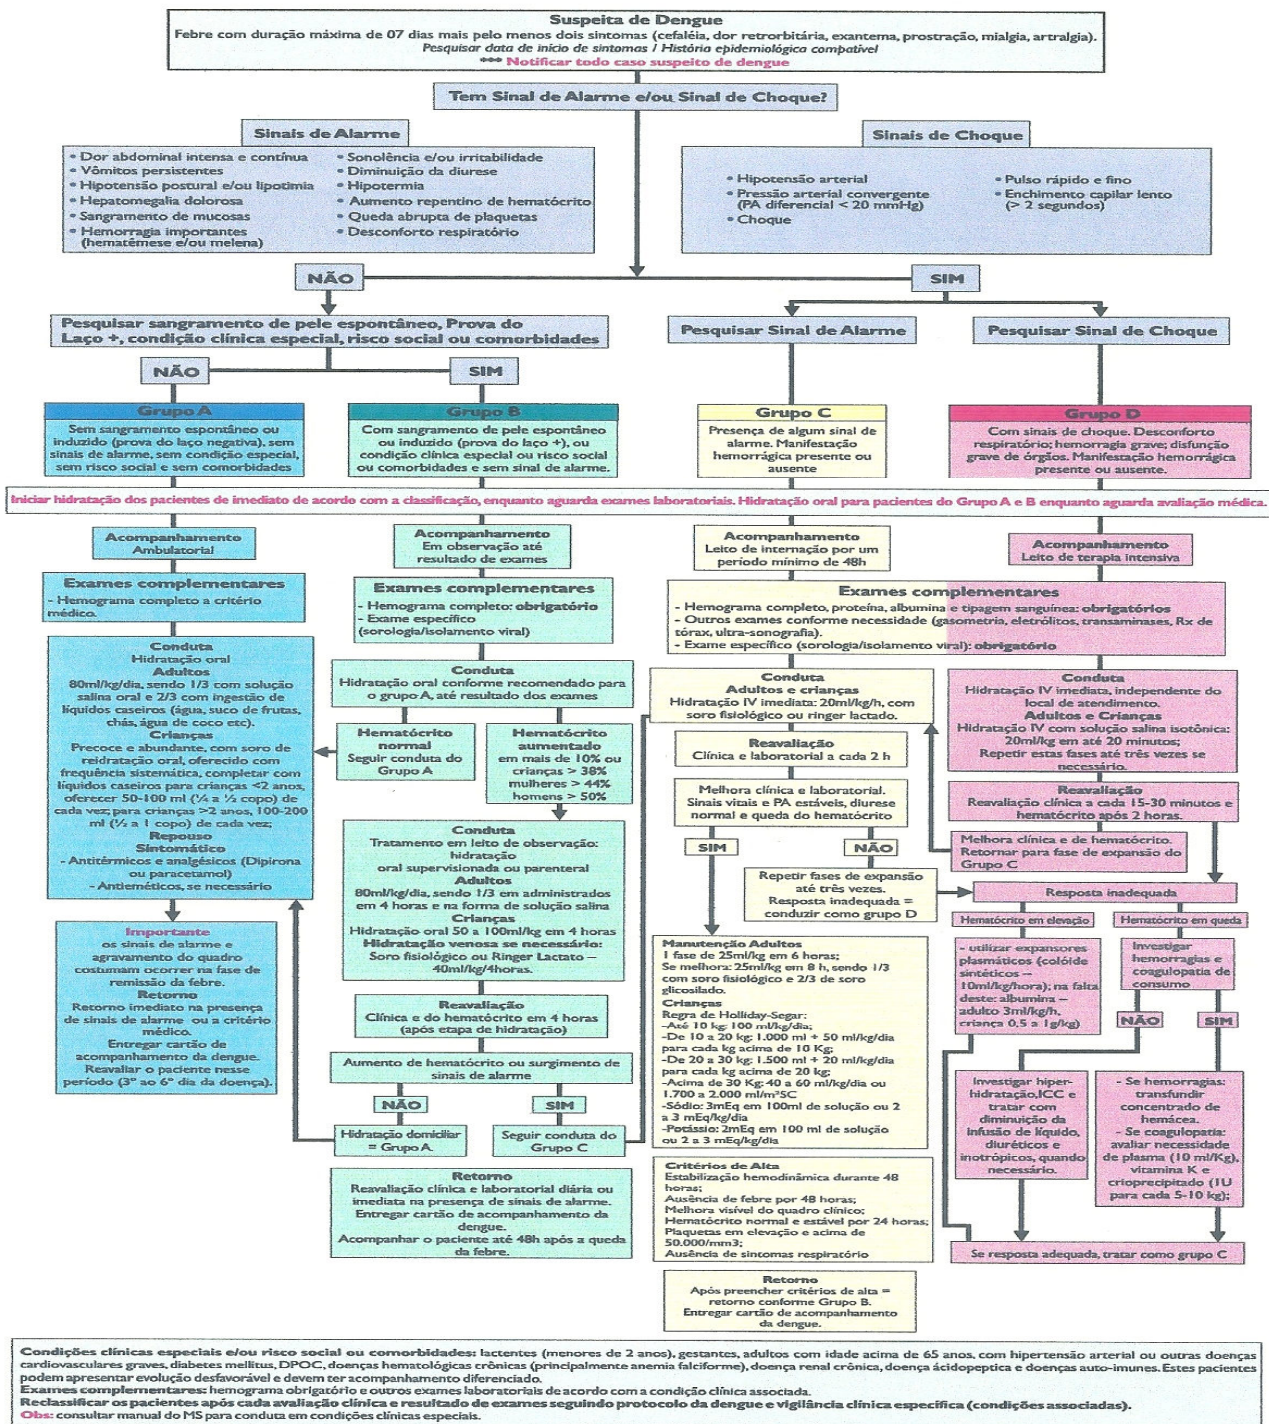 Suspeita de Dengue
Febre com duração máxima de 07 dias mais pelo menos dois sintomas (cefaléia, dor retrorbitária, exantema, prostração, mialgia, artralgia).
Pesquisar data de início de sintomas / História epidemiológica compatível
*** Notificar todo caso suspeito de dengue
Tem Sinal de Alarme e/ou Sinal de Choque?
Sinais de Alarme
• Dor abdominal intensa e contínua
• Vômitos persistentes
• Hipotensão postural e/ou lipotimia
• Hepatomegalia dolorosa
• Sangramento de mucosas
• Hemorragia importantes
(hematêmese e/ou melena)
• Sonolência e/ou irritabilidade
• Diminuição da diurese
• Hipotermia
• Aumento repentino de hematócrito
• Queda abrupta de plaquetas
• Desconforto respiratório
Sinais de Choque
• Hipotensão arterial
• Pressão arterial convergente
(PA diferencial < 20 mmHg)
• Choque
• Pulso rápido e fino
• Enchimento capilar lento
(> 2 segundos)
NÃO
SIM
Pesquisar sangramento de pele espontâneo, Prova do
Laço +, condição clínica especial, risco social ou comorbidades
Pesquisar Sinal de Alarme
Pesquisar Sinal de Choque
NÃO
SIM
Grupo A
Sem sangramento espontâneo ou
induzido (prova do laço negativa), sem
sinais de alarme, sem condição especial,
sem risco social e sem comorbidades
Grupo B
Com sangramento de pele espontâneo
ou induzido (prova do laço +), ou
condição clínica especial ou risco social
ou comorbidades e sem sinal de alarme.
Grupo C
Presença de algum sinal de
alarme. Manifestação
hemorrágica presente ou
ausente
Grupo D
Com sinais de choque. Desconforto
respiratório; hemorragia grave; disfunção
grave de órgãos. Manifestação hemorrágica
presente ou ausente.
Iniciar hidratação dos pacientes de imediato de acordo com a classificação, enquanto aguarda exames laboratoriais. Hidratação oral para pacientes do Grupo A e B enquanto aguarda avaliação médica.
Acompanhamento
Ambulatorial
Exames complementares
- Hemograma completo a critério
médico.
Conduta
Hidratação oral
Adultos
80ml/kg/dia, sendo 1/3 com solução
salina oral e 2/3 com ingestão de
líquidos caseiros (água, suco de frutas,
chás, água de coco etc).
Crianças
Precoce e abundante, com soro de
reidratação oral, oferecido com
frequência sistemática, completar com
líquidos caseiros para crianças <2 anos,
oferecer 50-100 ml (¼ a ½ copo) de
cada vez; para crianças >2 anos, 100-200
ml (½ a 1 copo) de cada vez;
Repouso
Sintomático
- Antitérmicos e analgésicos (Dipirona
ou paracetamol)
- Antieméticos, se necessário
Importante
os sinais de alarme e
agravamento do quadro
costumam ocorrer na fase de
remissão da febre.
Retorno
Retorno imediato na presença
de sinais de alarme ou a critério
médico.
Entregar cartão de
acompanhamento da dengue.
Reavaliar o paciente nesse
período (3º ao 6º dia da doença).
Acompanhamento
Em observação até
resultado de exames
Exames complementares
- Hemograma completo: obrigatório
- Exame específico
(sorologia/isolamento viral)
Conduta
Hidratação oral conforme recomendado para
o grupo A, até resultado dos exames
Hematócrito
normal
Seguir conduta do
Grupo A
Hematócrito
aumentado
em mais de 10% ou
crianças > 38%
mulheres > 44%
homens > 50%
Conduta
Tratamento em leito de observação:
hidratação
oral supervisionada ou parenteral
Adultos
80ml/kg/dia, sendo 1/3 em administrados
em 4 horas e na forma de solução salina
Crianças
Hidratação oral 50 a 100ml/kg em 4 horas
Hidratação venosa se necessário:
Soro fisiológico ou Ringer Lactato –
40ml/kg/4horas.
Reavaliação
Clínica e do hematócrito em 4 horas
(após etapa de hidratação)
Aumento de hematócrito ou surgimento de
sinais de alarme
NÃO
SIM
Hidratação domiciliar
= Grupo A.
Seguir conduta do
Grupo C
Retorno
Reavaliação clínica e laboratorial diária ou
imediata na presença de sinais de alarme.
Entregar cartão de acompanhamento da
dengue.
Acompanhar o paciente até 48h após a queda
da febre.
Acompanhamento
Leito de internação por um
período mínimo de 48h
Acompanhamento
Leito de terapia intensiva
Exames complementares
- Hemograma completo, proteína, albumina e tipagem sanguínea: obrigatórios
- Outros exames conforme necessidade (gasometria, eletrólitos, transaminases, Rx de
tórax, ultra-sonografia).
- Exame específico (sorologia/isolamento viral): obrigatório
Conduta
Adultos e crianças
Hidratação IV imediata: 20ml/kg/h, com
soro fisiológico ou ringer lactado.
Reavaliação
Clínica e laboratorial a cada 2 h
Melhora clínica e laboratorial.
Sinais vitais e PA estáveis, diurese
normal e queda do hematócrito
SIM
NÃO
Repetir fases de expansão
até três vezes.
Resposta inadequada =
conduzir como grupo D
Manutenção Adultos
1 fase de 25ml/kg em 6 horas;
Se melhora: 25ml/kg em 8 h, sendo 1/3
com soro fisiológico e 2/3 de soro
glicosilado.
Crianças
Regra de Holliday-Segar:
-Até 10 kg: 100 ml/kg/dia;
-De 10 a 20 kg: 1.000 ml + 50 ml/kg/dia
para cada kg acima de 10 Kg;
-De 20 a 30 kg: 1.500 ml + 20 ml/kg/dia
para cada kg acima de 20 kg;
-Acima de 30 Kg: 40 a 60 ml/kg/dia ou
1.700 a 2.000 ml/m²SC
-Sódio: 3mEq em 100ml de solução ou 2
a 3 mEq/kg/dia
-Potássio: 2mEq em 100 ml de solução
ou 2 a 3 mEq/kg/dia
Critérios de Alta
Estabilização hemodinâmica durante 48
horas;
Ausência de febre por 48 horas;
Melhora visível do quadro clínico;
Hematócrito normal e estável por 24 horas;
Plaquetas em elevação e acima de
50.000/mm3;
Ausência de sintomas respiratório
Retorno
Após preencher critérios de alta =
retorno conforme Grupo B.
Entregar cartão de acompanhamento
da dengue.
Conduta
Hidratação IV imediata, independente do
local de atendimento.
Adultos e Crianças
Hidratação IV com solução salina isotônica:
20ml/kg em até 20 minutos;
Repetir estas fases até três vezes se
necessário.
Reavaliação
Reavaliação clínica a cada 15-30 minutos e
hematócrito após 2 horas.
Melhora clínica e de hematócrito.
Retornar para fase de expansão do
Grupo C
Resposta inadequada
Hematócrito em elevação
Hematócrito em queda
- utilizar expansores
plasmáticos (colóide
sintéticos –
10ml/kg/hora); na falta
deste: albumina –
adulto 3ml/kg/h,
criança 0,5 a 1g/kg)
Investigar
hemorragias e
coagulopatia de
consumo
NÃO
SIM
Investigar hiper-
hidratação,ICC e
tratar com
diminuição da
infusão de líquido,
diuréticos e
inotrópicos, quando
necessário.
- Se hemorragias:
transfundir
concentrado de
hemácea.
- Se coagulopatia:
avaliar necessidade
de plasma (10 ml/Kg),
vitamina K e
crioprecipitado (1U
para cada 5-10 kg);
Se resposta adequada, tratar como grupo C
Condições clínicas especiais e/ou risco social ou comorbidades: lactentes (menores de 2 anos), gestantes, adultos com idade acima de 65 anos, com hipertensão arterial ou outras doenças
cardiovasculares graves, diabetes mellitus, DPOC, doenças hematológicas crônicas (principalmente anemia falciforme), doença renal crônica, doença ácidopeptica e doenças auto-imunes. Estes pacientes
podem apresentar evolução desfavorável e devem ter acompanhamento diferenciado.
Exames complementares: hemograma obrigatório e outros exames laboratoriais de acordo com a condição clínica associada.
Reclassificar os pacientes após cada avaliação clínica e resultado de exames seguindo protocolo da dengue e vigilância clínica específica (condições associadas).
Obs: consultar manual do MS para conduta em condições clínicas especiais.